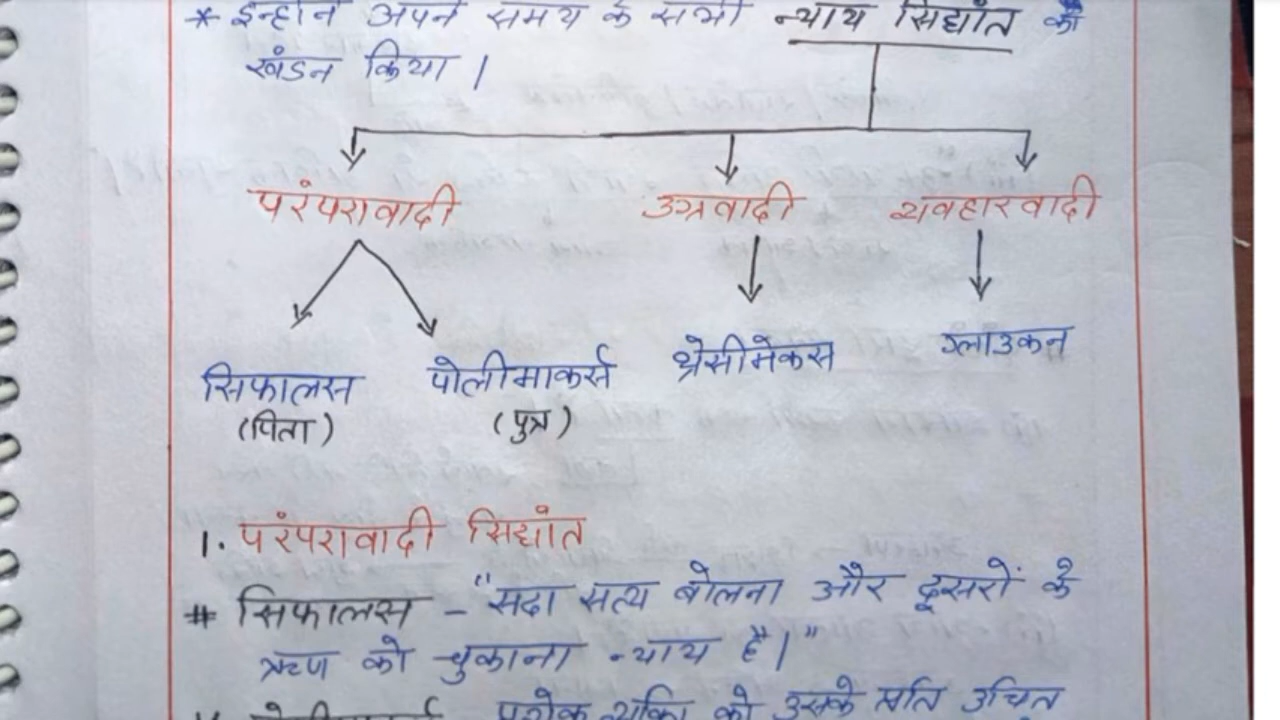 * इन्होंने अपने समय के सभी न्याय सिद्यांत को
खंडन किया।
परंपरावादी उग्रवादी व्यवहारवादी
सिफालस पोलीमाकर्स थ्रेसीमेकस ग्लाउकन
(पिता) (पुत्र)
1. परंपरावादी सिद्यांत
# सिफालस - "सदा सत्य बोलना और दूसरों के
ऋण को चुकाना न्याय है।"
प्रत्येक व्यक्ति को उसके प्रति उचित